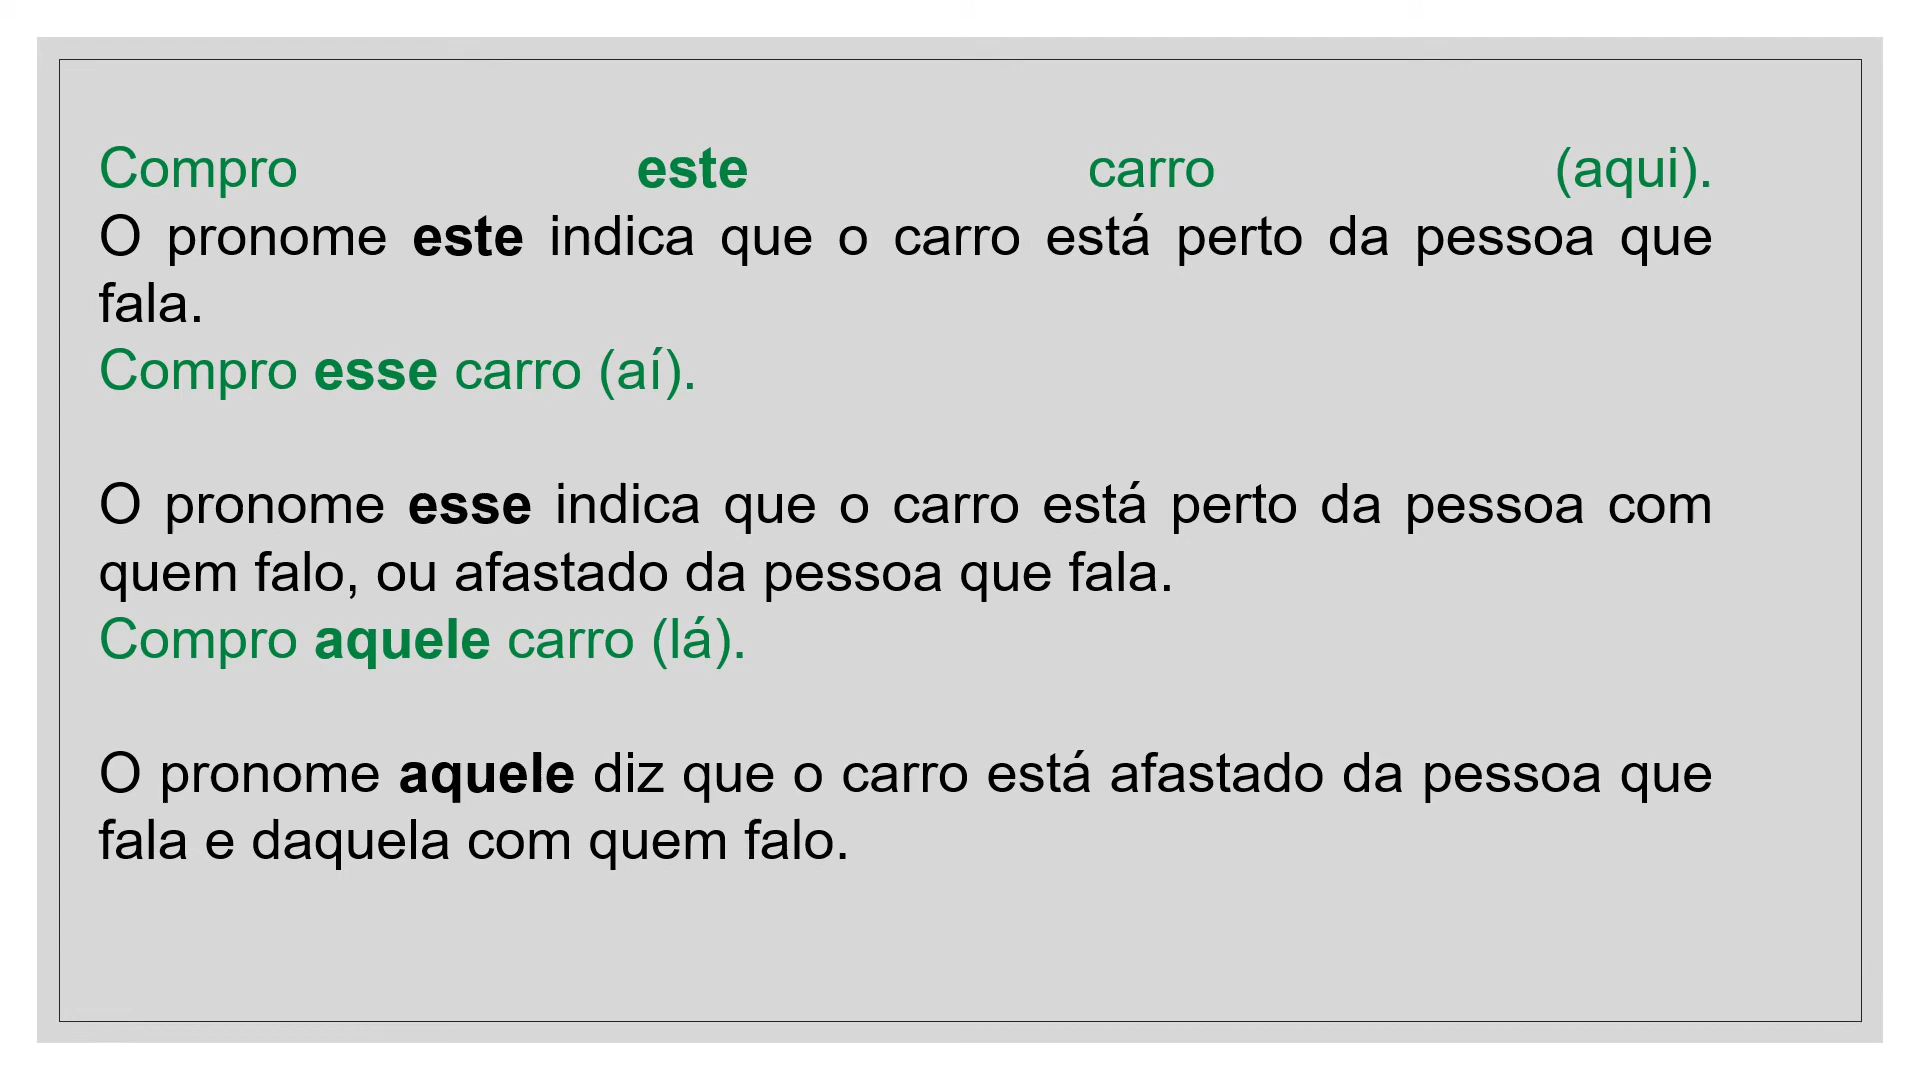 Compro este carro (aqui).
O pronome este indica que o carro está perto da pessoa que
fala.
Compro esse carro (aí).
O pronome esse indica que o carro está perto da pessoa com
quem falo, ou afastado da pessoa que fala.
Compro aquele carro (lá).
O pronome aquele diz que o carro está afastado da pessoa que
fala e daquela com quem falo.